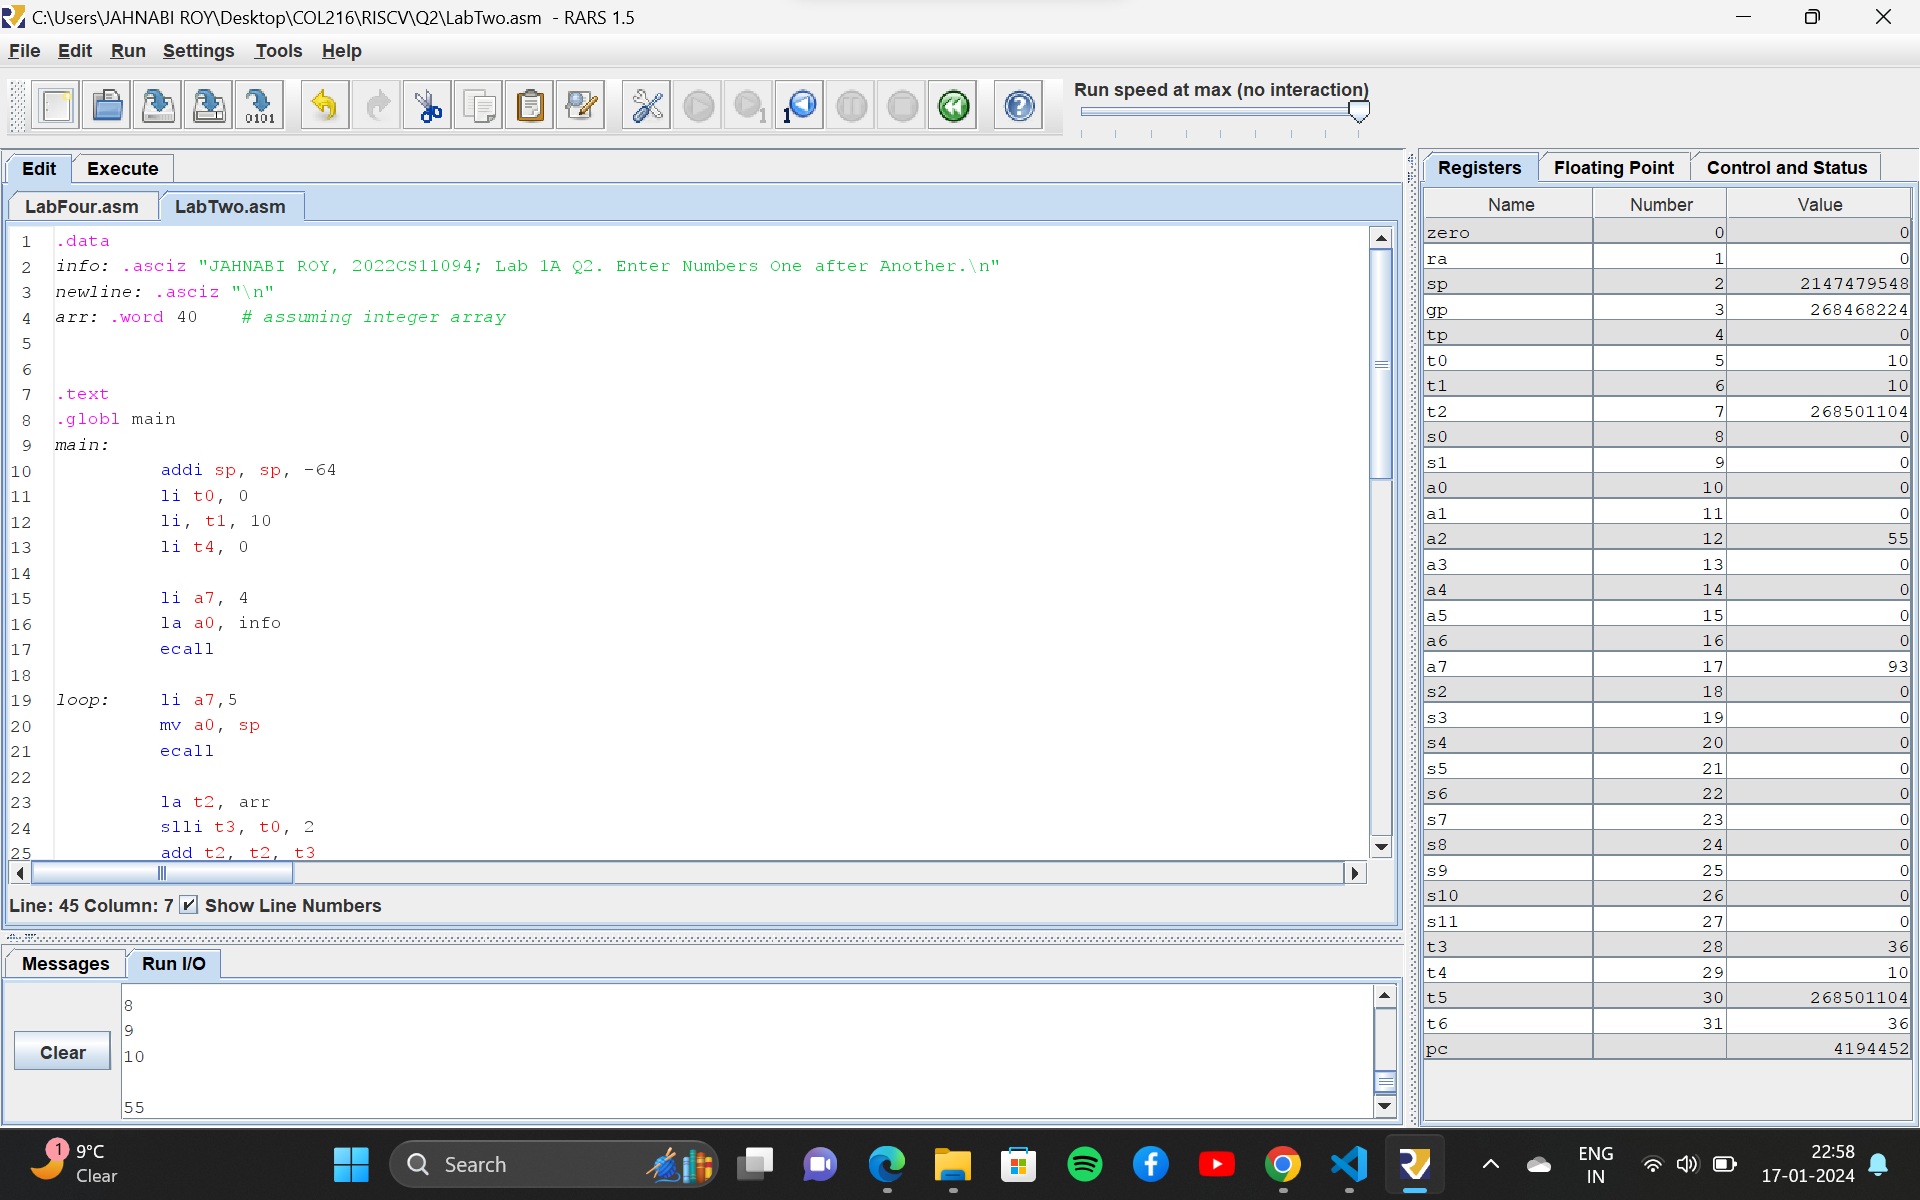 C:\Users\JAHNABI ROY\Desktop\COL216\RISCV\Q2\LabTwo.asm - RARS 1.5
File Edit Run Settings Tools Help
Run speed at max (no interaction)
0101
1
1
Edit Execute
LabFour.asm LabTwo.asm
1 .data
2 info: .asciz "JAHNABI ROY, 2022CS11094; Lab 1A Q2. Enter Numbers One after Another.\n"
3 newline: .asciz "\n"
4 arr: .word 40 # assuming integer array
5
6
7 .text
8 .globl main
9 main:
10 addi sp, sp, -64
11 li t0, 0
12 li, t1, 10
13 li t4, 0
14
15 li a7, 4
16 la a0, info
17 ecall
18
19 loop: li a7,5
20 mv a0, sp
21 ecall
22
23 la t2, arr
24 slli t3, t0, 2
25 add t2, t2, t3
Line: 45 Column: 7 Show Line Numbers
Messages Run I/O
Clear
8
9
10
55
Registers Floating Point Control and Status
Name Number Value
zero 0 0
ra 1 0
sp 2 2147479548
gp 3 268468224
tp 4 0
t0 5 10
t1 6 10
t2 7 268501104
s0 8 0
s1 9 0
a0 10 0
a1 11 0
a2 12 55
a3 13 0
a4 14 0
a5 15 0
a6 16 0
a7 17 93
s2 18 0
s3 19 0
s4 20 0
s5 21 0
s6 22 0
s7 23 0
s8 24 0
s9 25 0
s10 26 0
s11 27 0
t3 28 36
t4 29 10
t5 30 268501104
t6 31 36
pc 4194452
1
9°C
Clear
Search
ENG
IN
22:58
17-01-2024